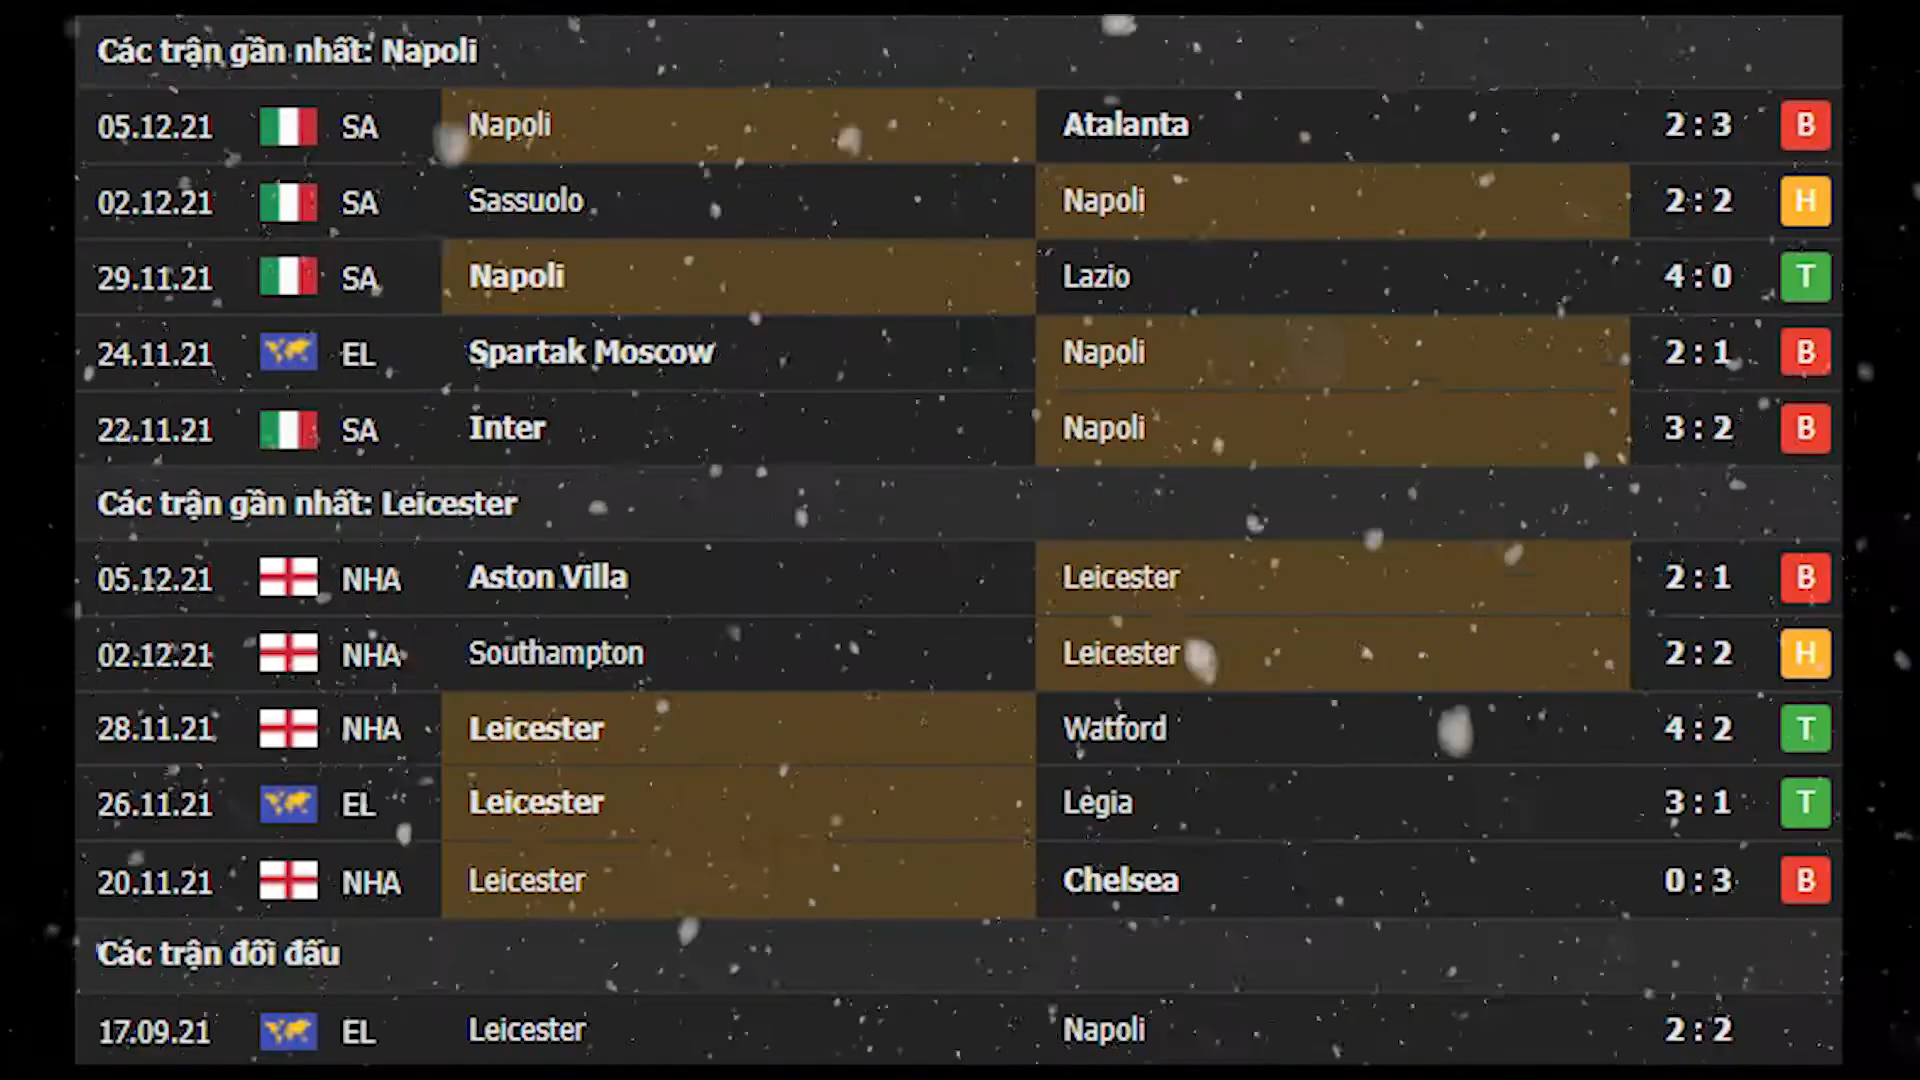 Các trận gần nhất: Napoli
05.12.21 SA Napoli Atalanta 2 : 3 B
02.12.21 SA Sassuolo Napoli 2 : 2 H
29.11.21 SA Napoli Lazio 4 : 0 T
24.11.21 EL Spartak Moscow Napoli 2 : 1 B
22.11.21 SA Inter Napoli 3 : 2 B
Các trận gần nhất: Leicester
05.12.21 NHA Aston Villa Leicester 2 : 1 B
02.12.21 NHA Southampton Leicester 2 : 2 H
28.11.21 NHA Leicester Watford 4 : 2 T
26.11.21 EL Leicester Legia 3 : 1 T
20.11.21 NHA Leicester Chelsea 0 : 3 B
Các trận đối đấu
17.09.21 EL Leicester Napoli 2 : 2